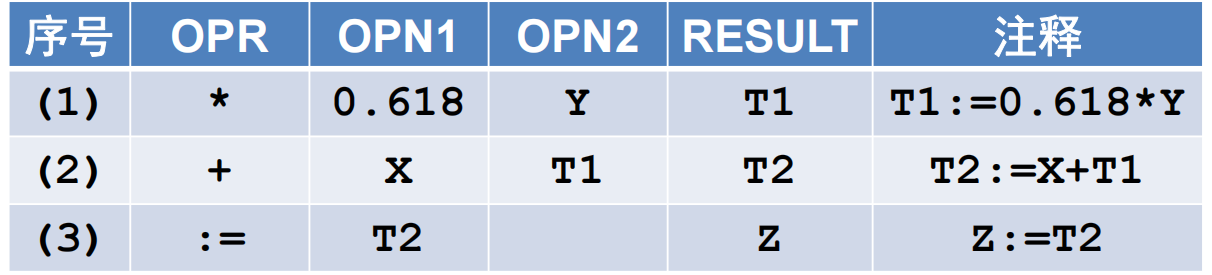 序号 OPR OPN1 OPN2 RESULT 注释
(1) * 0.618 Y T1 T1:=0.618*Y
(2) + X T1 T2 T2:=X+T1
(3) := T2 Z Z:=T2